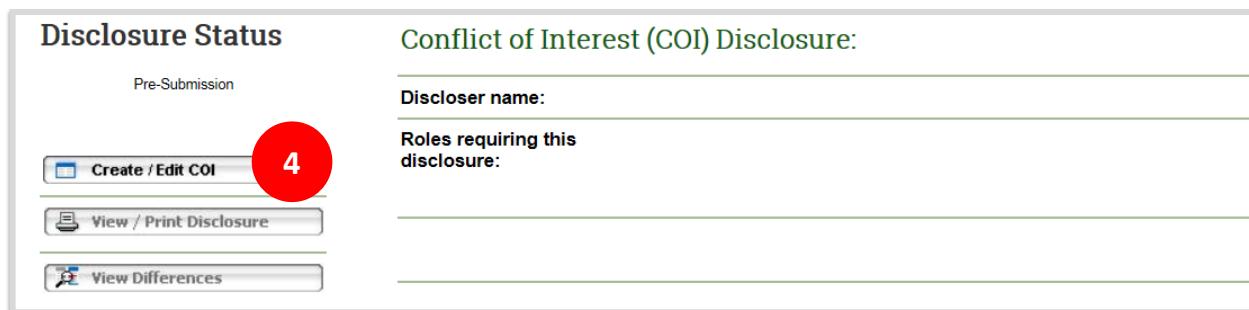 Disclosure Status
Pre-Submission
Create / Edit COI
4
View / Print Disclosure
View Differences
Conflict of Interest (COI) Disclosure:
Discloser name:
Roles requiring this
disclosure: